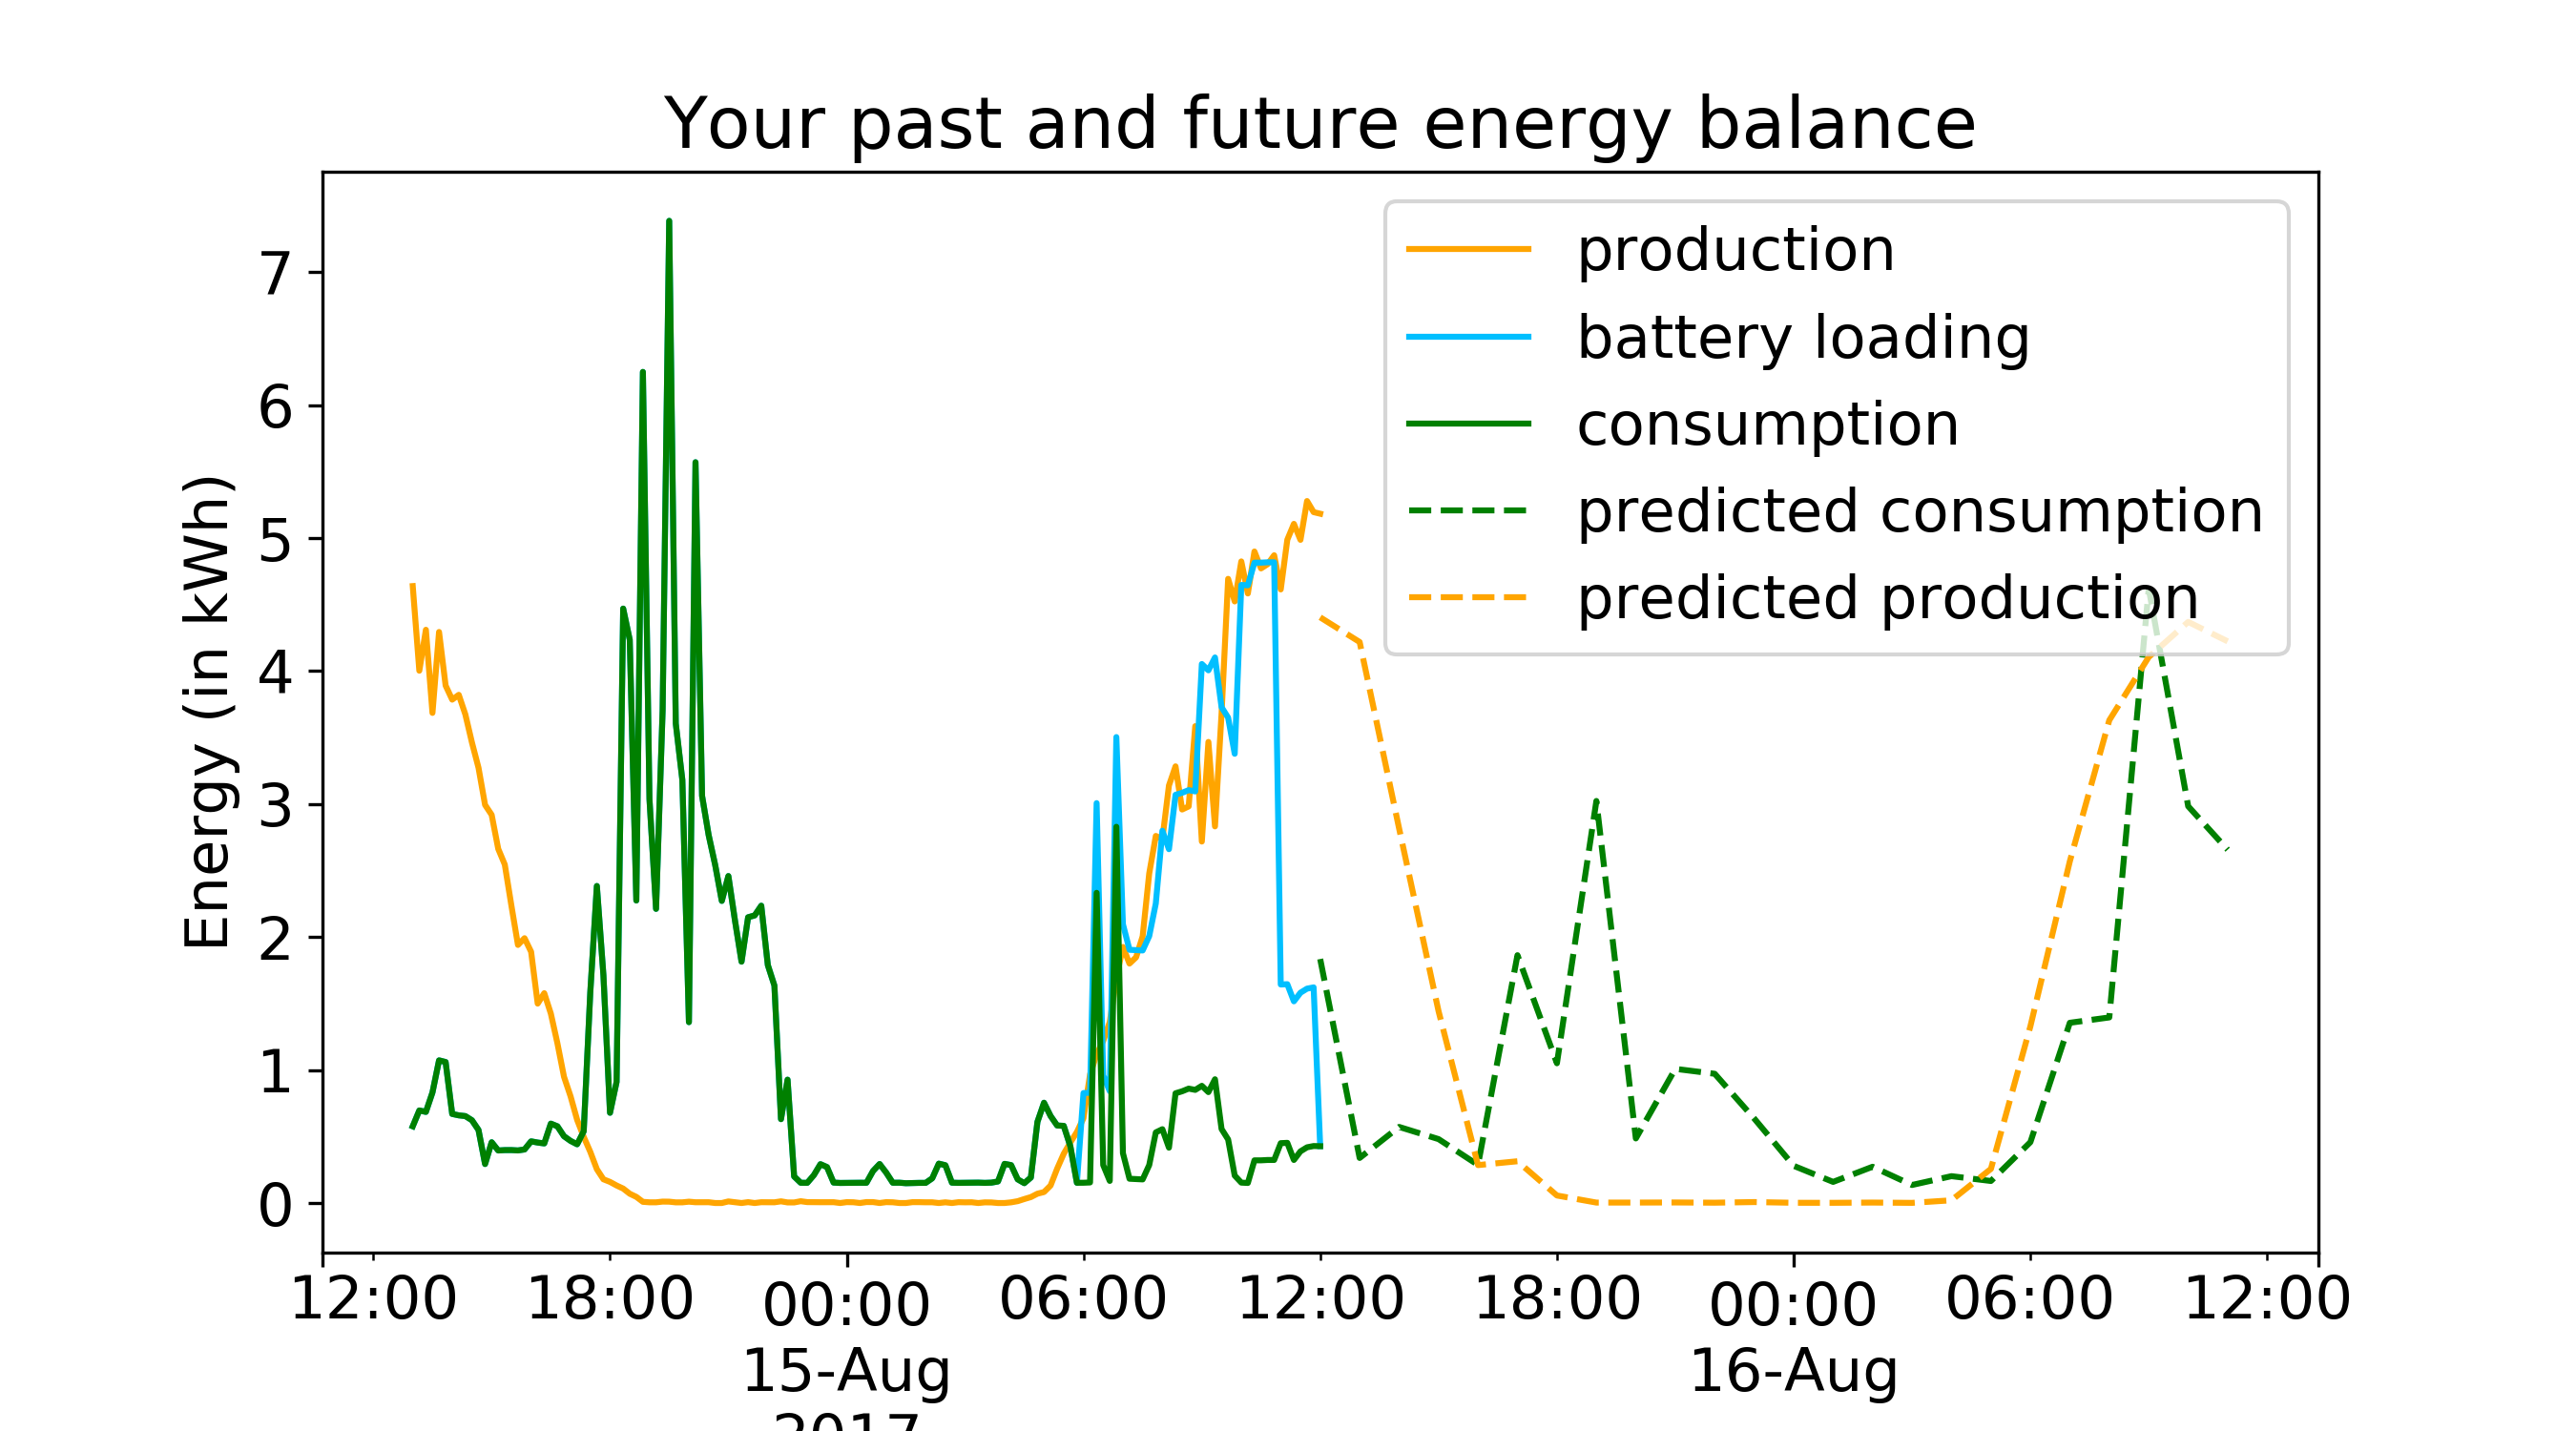 Your past and future energy balance
Energy (in kWh)
7
6
5
4
3
2
1
0
production
battery loading
consumption
predicted consumption
predicted production
12:00 18:00 00:00 06:00 12:00 18:00 00:00 06:00 12:00
15-Aug 16-Aug
2017